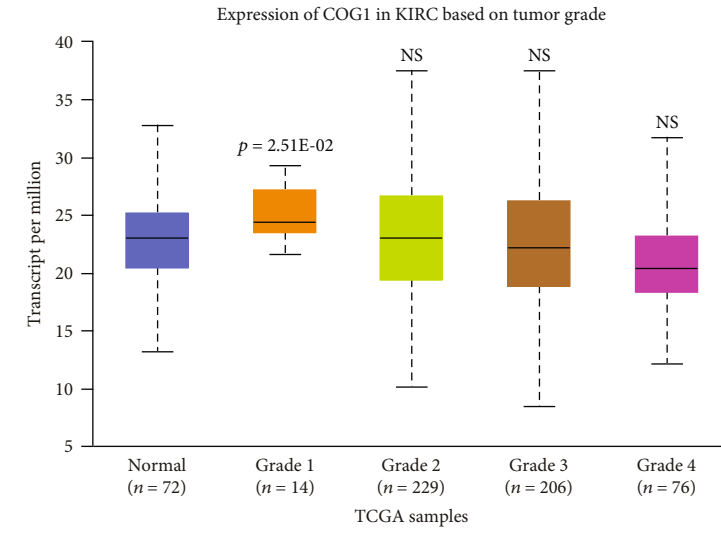 Expression of COG1 in KIRC based on tumor grade
Transcript per million
40
35
30
25
20
15
10
5
p = 2.51E-02
NS
NS
NS
Normal
(n = 72)
Grade 1
(n = 14)
Grade 2
(n = 229)
Grade 3
(n = 206)
Grade 4
(n = 76)
TCGA samples